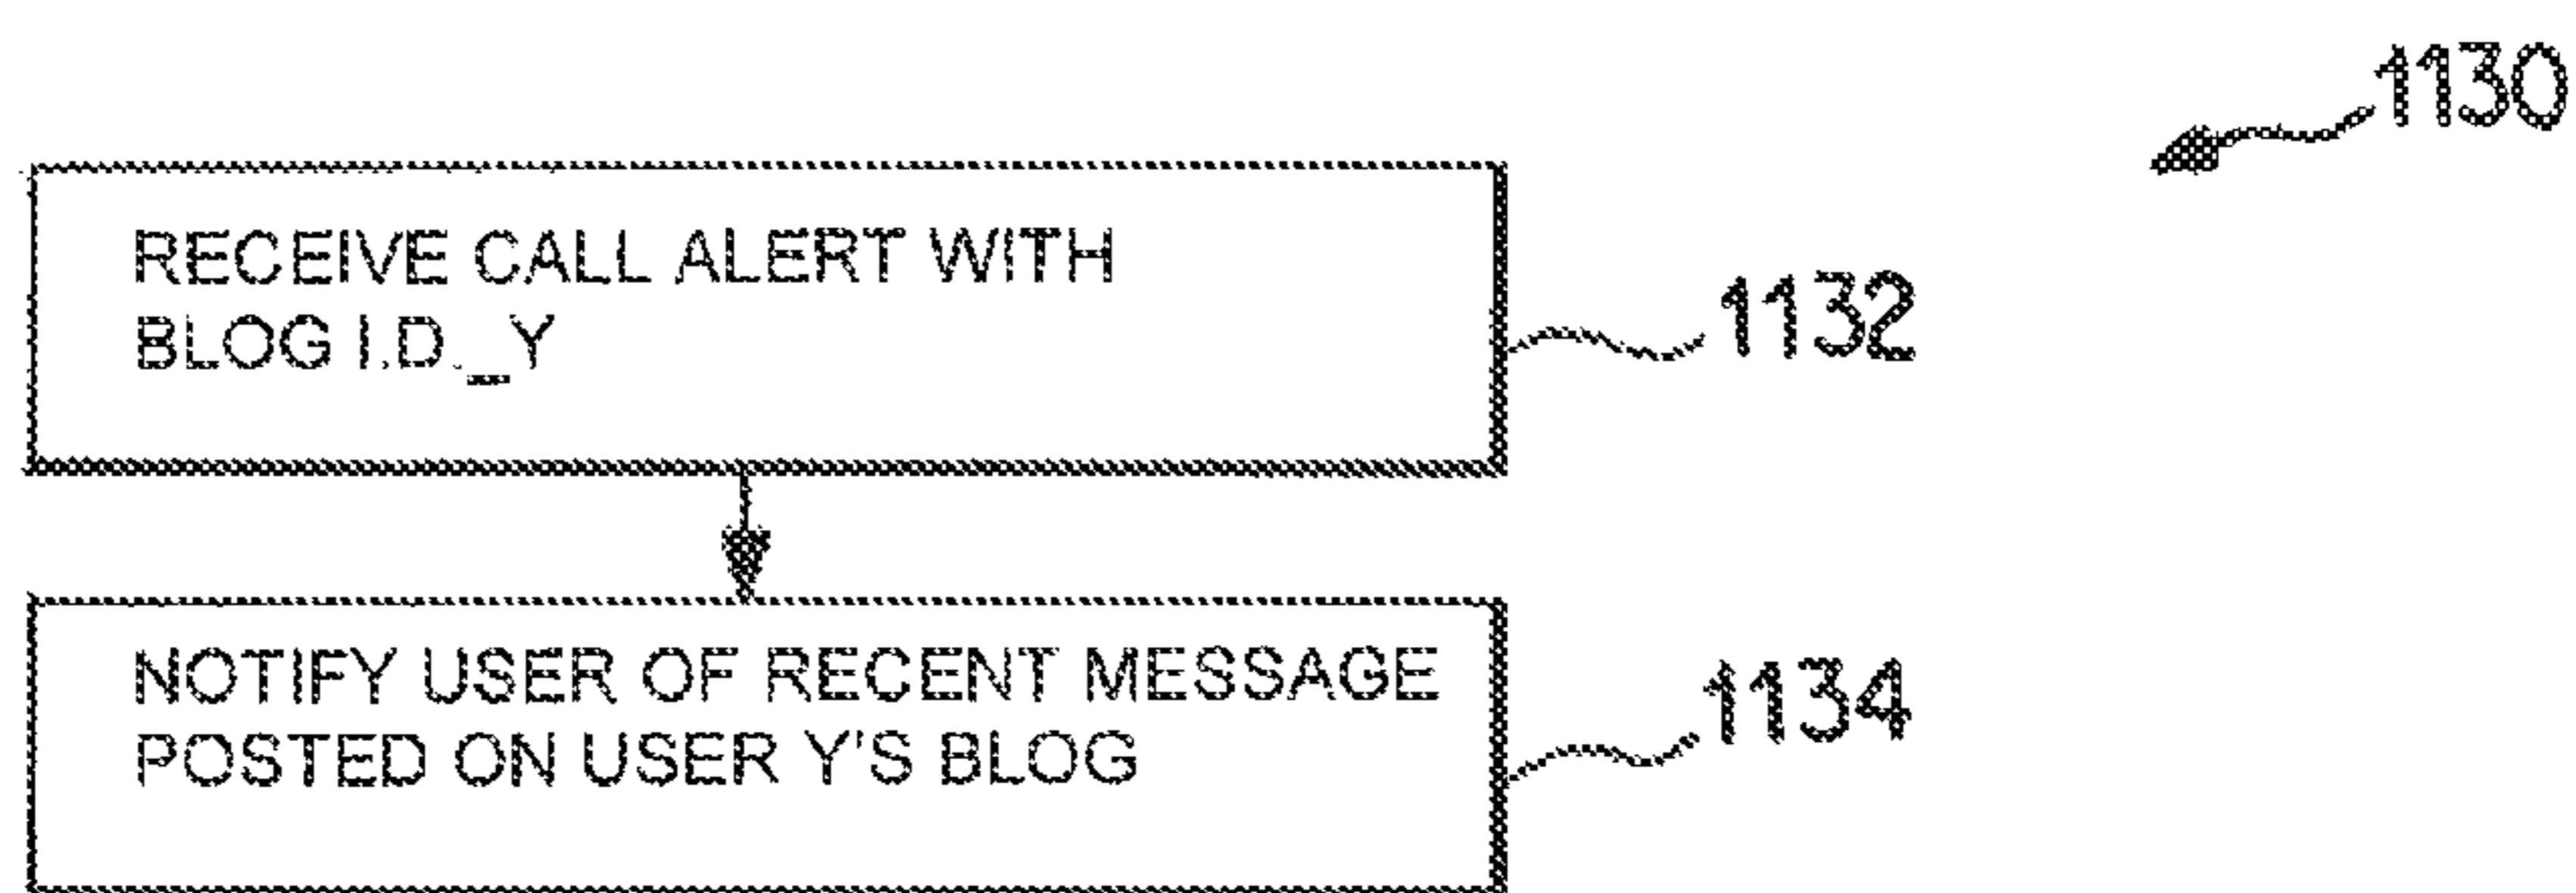 1130
RECEIVE CALL ALERT WITH
BLOG I.D._Y
1132
NOTIFY USER OF RECENT MESSAGE
POSTED ON USER Y'S BLOG
1134